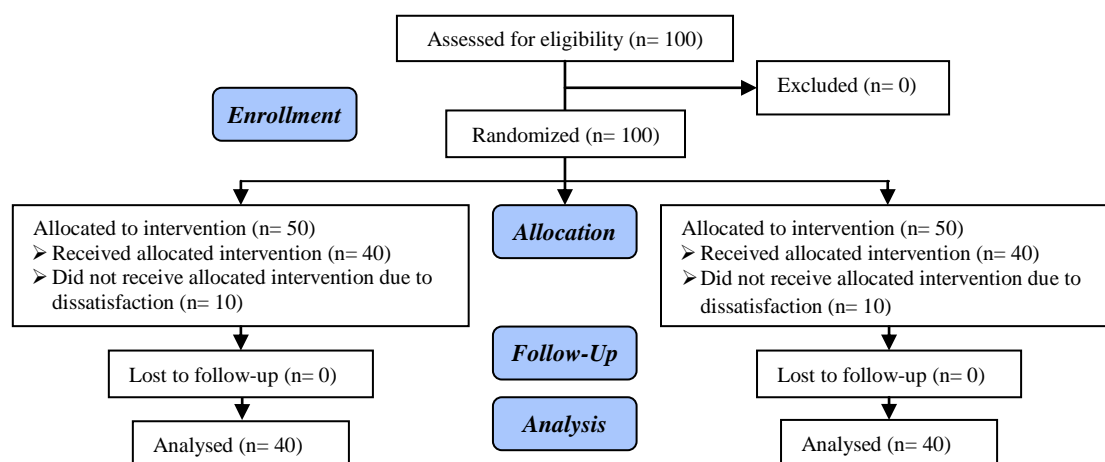 Assessed for eligibility (n= 100)
Excluded (n= 0)
Enrollment
Randomized (n= 100)
Allocated to intervention (n= 50)
➢ Received allocated intervention (n= 40)
➢ Did not receive allocated intervention due to
dissatisfaction (n= 10)
Allocation
Allocated to intervention (n= 50)
➢ Received allocated intervention (n= 40)
➢ Did not receive allocated intervention due to
dissatisfaction (n= 10)
Follow-Up
Lost to follow-up (n= 0)
Lost to follow-up (n= 0)
Analysis
Analysed (n= 40)
Analysed (n= 40)